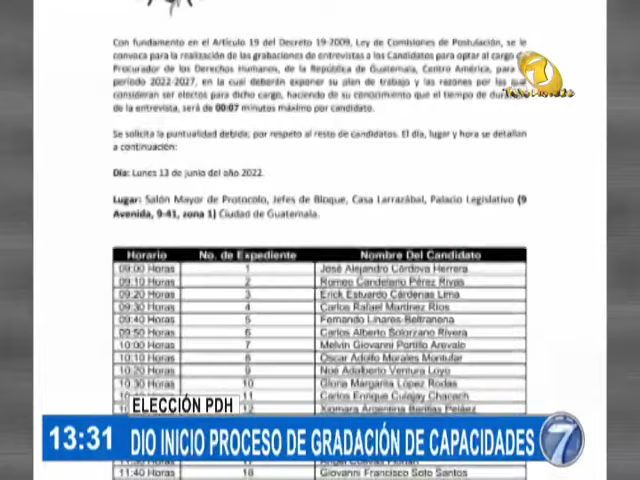 Con fundamento en el Artículo 19 del Decreto 19-2009, Ley de Comisiones de Postulación, se le
convoca para la realización de las grabaciones de entrevistas a los Candidatos para optar al cargo
Procurador de los Derechos Humanos, de la República de Guatemala, Centro América, para
período 2022-2027, en la cual deberán exponer su plan de trabajo y las razones por las
consideran ser electos para dicho cargo, haciendo de su conocimiento que el tiempo de
de la entrevista, será de 00:07 minutos máximo por candidato.
Se solicita la puntualidad debida; por respeto al resto de candidatos. El día, lugar y hora se detallan
a continuación:
Día: Lunes 13 de junio del año 2022.
Lugar: Salón Mayor de Protocolo, Jefes de Bloque, Casa Larrazábal, Palacio Legislativo (9
Avenida, 9-41, zona 1) Ciudad de Guatemala.
Horario No. de Expediente Nombre Del Candidato
09:00 Horas 1 José Alejandro Córdova Herrera
09:10 Horas 2 Romeo Candelario Pérez Rivas
09:20 Horas 3 Erick Estuardo Cárdenas Lima
09:30 Horas 4 Carlos Rafael Martínez Ríos
09:40 Horas 5 Fernando Linares Beltranena
09:50 Horas 6 Carlos Alberto Solorzano Rivera
10:00 Horas 7 Melvin Giovanni Portillo Arevalo
10:10 Horas 8 Oscar Adolfo Morales Montufar
10:20 Horas 9 Noé Adalberto Ventura Loyo
10:30 Horas 10 Gloria Margarita López Rodas
11 Carlos Enrique Culajay Chacach
12 Xiomara Argentina Barillas Peláez
ELECCIÓN PDH
13:31 DIO INICIO PROCESO DE GRADACIÓN DE CAPACIDADES 7
11:40 Horas 18 Giovanni Francisco Soto Santos
7